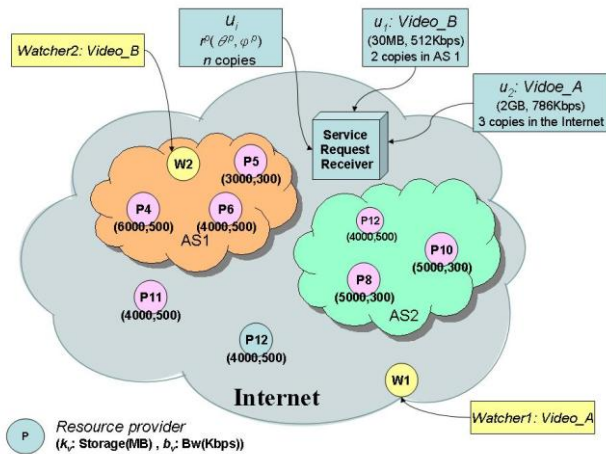 Watcher2: Video_B
u_i
r^p(θ^p, φ^p)
n copies
u_1: Video_B
(30MB, 512Kbps)
2 copies in AS 1
u_2: Vidoe_A
(2GB, 786Kbps)
3 copies in the Internet
Service
Request
Receiver
W2
P5
(3000,300)
P4
(6000,500)
P6
(4000,500)
AS1
P12
(4000,500)
P10
(5000,300)
P8
(5000,300)
AS2
P11
(4000,500)
P12
(4000,500)
Internet
W1
Watcher1: Video_A
P
Resource provider
(k_v: Storage(MB) , b_v: Bw(Kbps))